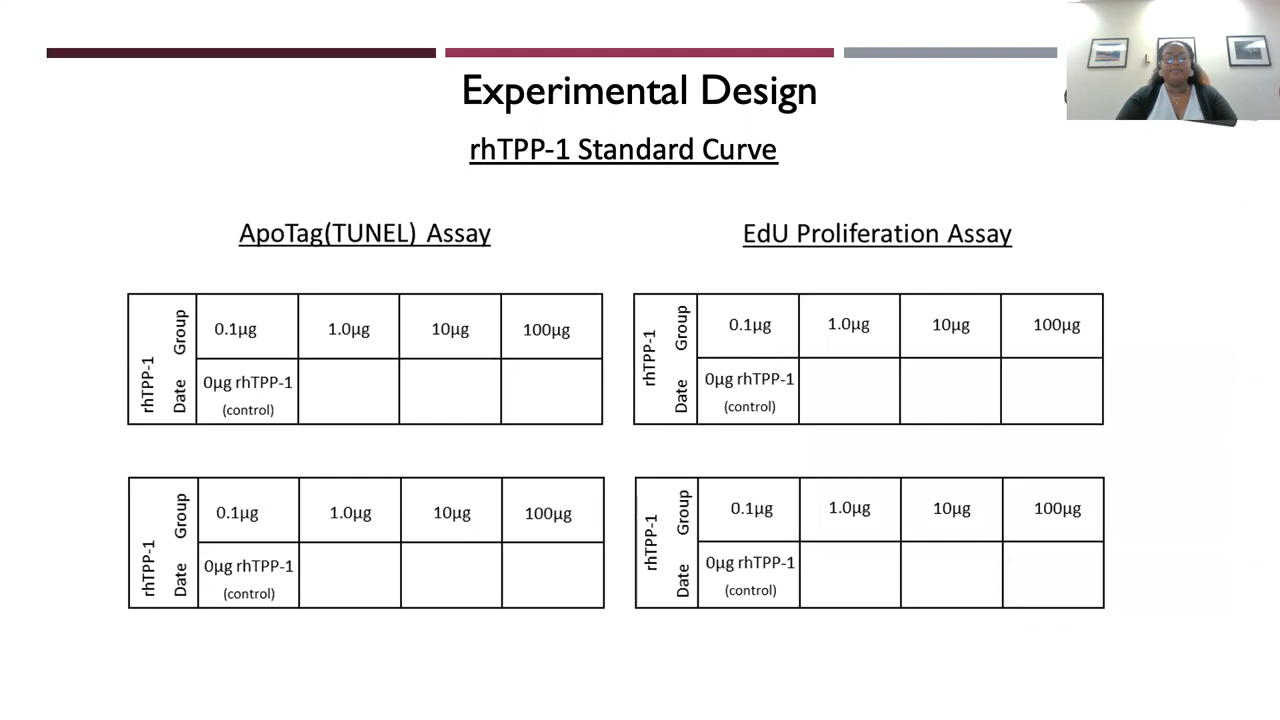 Experimental Design
rhTPP-1 Standard Curve
ApoTag(TUNEL) Assay
rhTPP-1
Group
Date
0.1µg
1.0µg
10µg
100µg
0µg rhTPP-1
(control)
rhTPP-1
Group
Date
0.1µg
1.0µg
10µg
100µg
0µg rhTPP-1
(control)
EdU Proliferation Assay
rhTPP-1
Group
Date
0.1µg
1.0µg
10µg
100µg
0µg rhTPP-1
(control)
rhTPP-1
Group
Date
0.1µg
1.0µg
10µg
100µg
0µg rhTPP-1
(control)